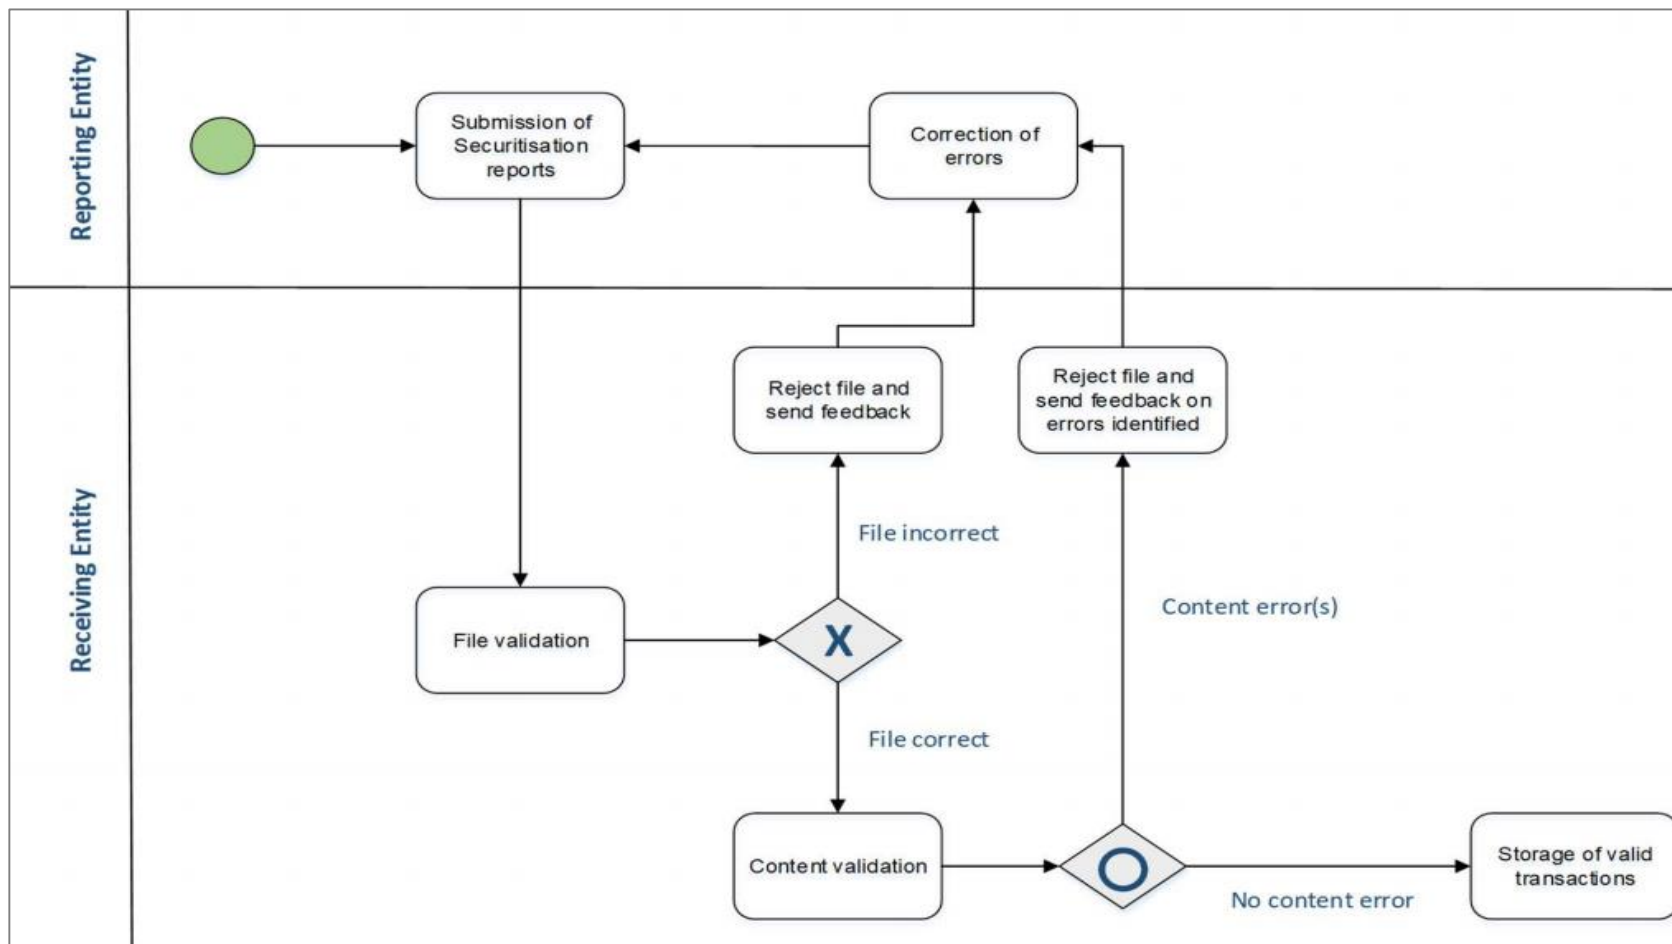 Reporting Entity
Submission of
Securitisation
reports
Correction of
errors
Receiving Entity
Reject file and
send feedback
Reject file and
send feedback on
errors identified
File incorrect
Content error(s)
File validation
X
File correct
Content validation
O
No content error
Storage of valid
transactions